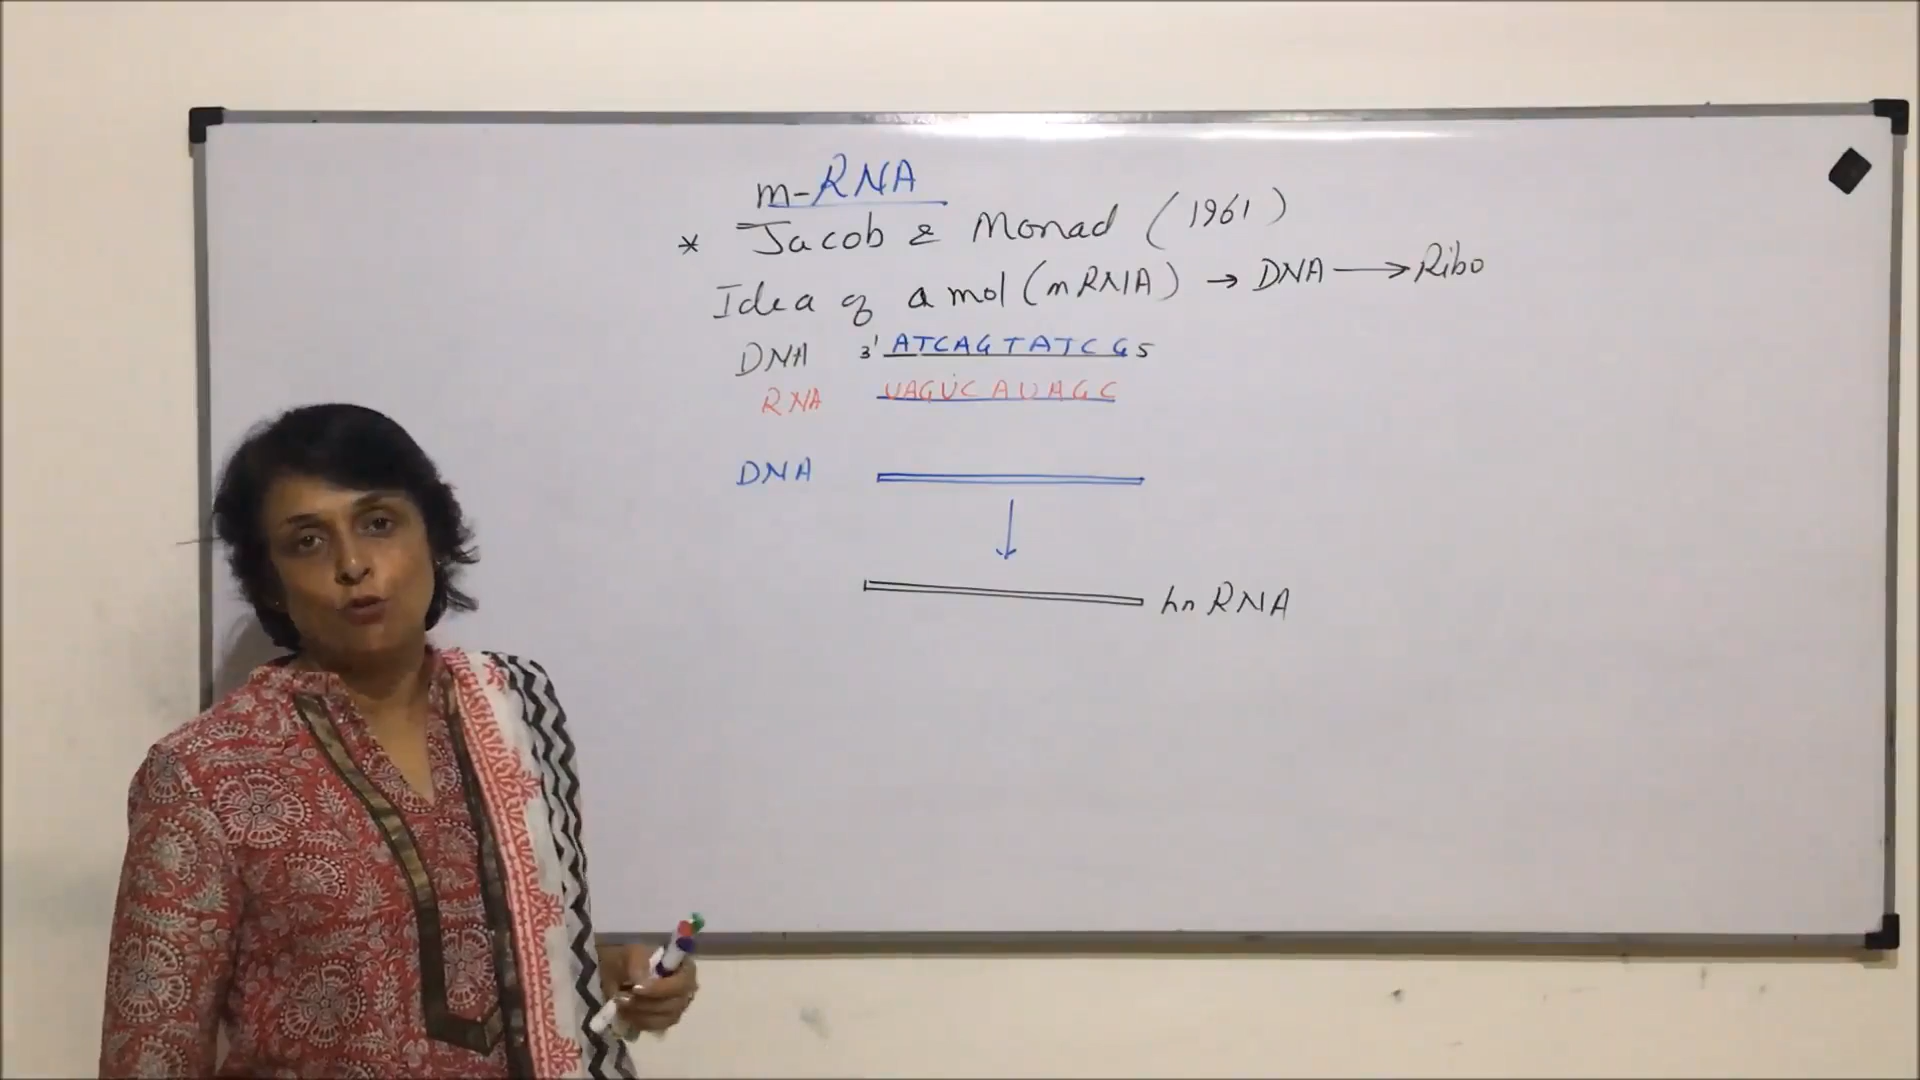 m-RNA
* Jacob & Monad (1961)
Idea of a mol (mRNA) → DNA → Ribo
DNA 3' ATCAGTATCG 5
RNA UAGUCAUAGC
DNA
↓
hn RNA